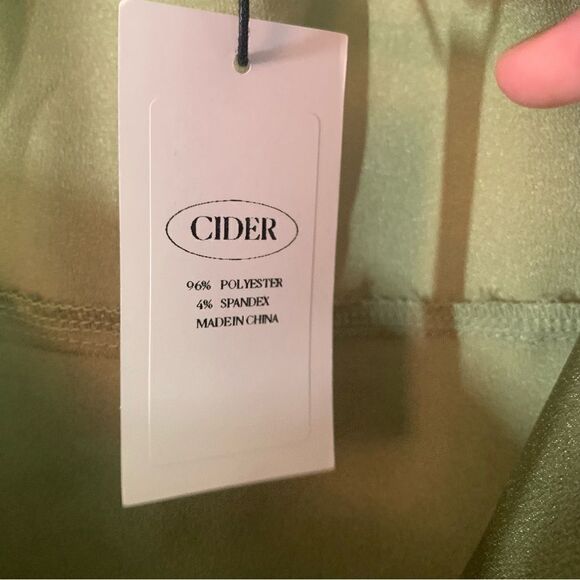 CIDER
96% POLYESTER
4% SPANDEX
MADE IN CHINA